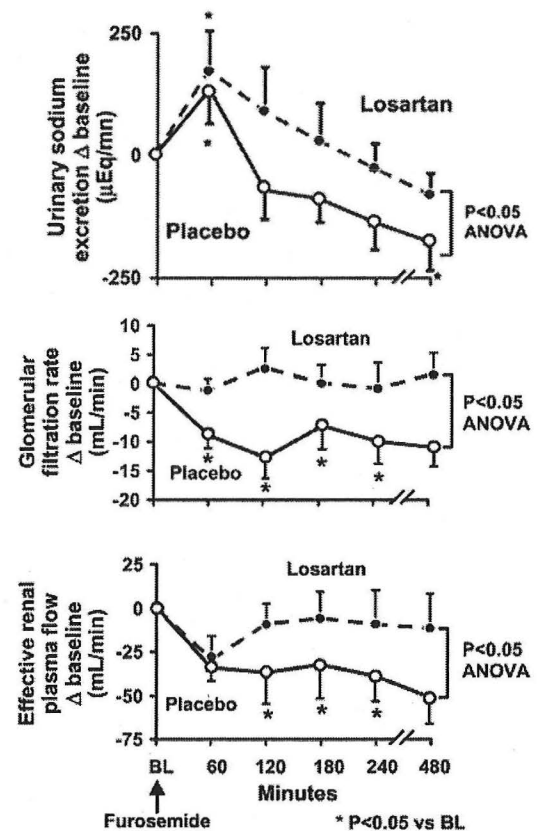 Urinary sodium
excretion Δ baseline
(µEq/mn)
250
0
-250
*
*
Losartan
Placebo
P<0.05
ANOVA
*
Glomerular
filtration rate
Δ baseline
(mL/min)
10
5
0
-5
-10
-15
-20
Losartan
Placebo
* * * *
P<0.05
ANOVA
Effective renal
plasma flow
Δ baseline
(mL/min)
25
0
-25
-50
-75
Losartan
Placebo
* * *
P<0.05
ANOVA
BL 60 120 180 240 480
Minutes
Furosemide
* P<0.05 vs BL